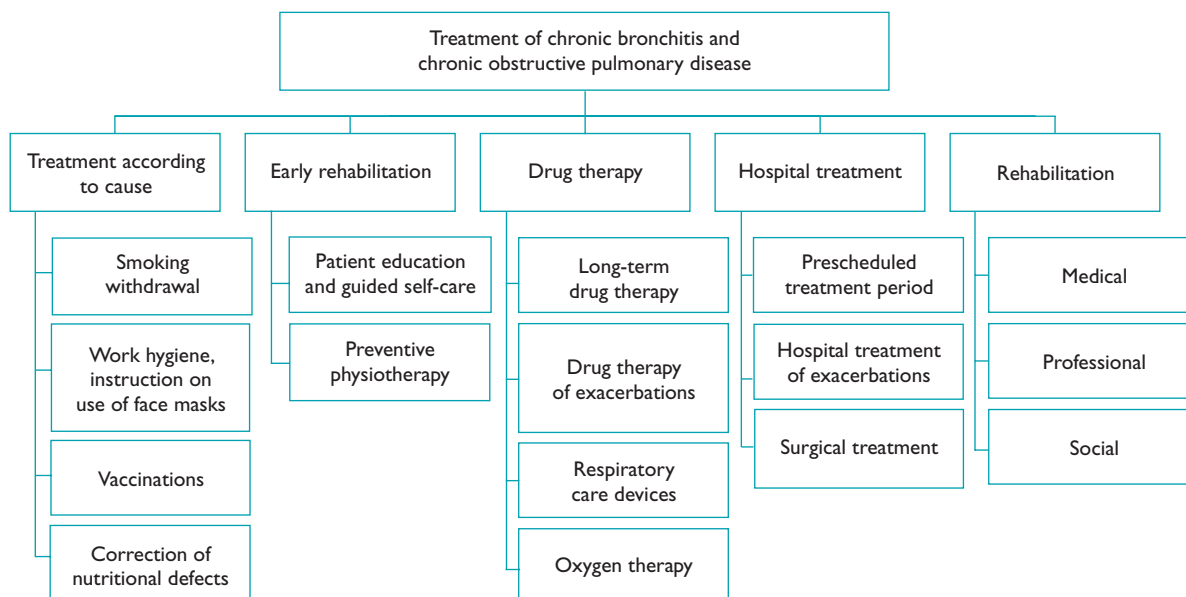 Treatment of chronic bronchitis and
chronic obstructive pulmonary disease
Treatment according
to cause
Smoking
withdrawal
Work hygiene,
instruction on
use of face masks
Vaccinations
Correction of
nutritional defects
Early rehabilitation
Patient education
and guided self-care
Preventive
physiotherapy
Drug therapy
Long-term
drug therapy
Drug therapy
of exacerbations
Respiratory
care devices
Oxygen therapy
Hospital treatment
Prescheduled
treatment period
Hospital treatment
of exacerbations
Surgical treatment
Rehabilitation
Medical
Professional
Social